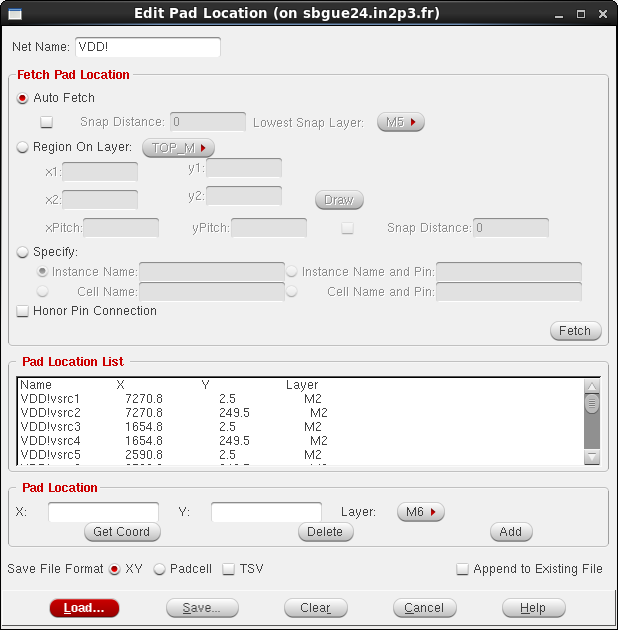 Edit Pad Location (on sbgue24.in2p3.fr)
Net Name: VDD!
Fetch Pad Location
Auto Fetch
Snap Distance: 0 Lowest Snap Layer: M5
Region On Layer: TOP_M
x1: y1:
x2: y2: Draw
xPitch: yPitch: Snap Distance: 0
Specify:
Instance Name: Instance Name and Pin:
Cell Name: Cell Name and Pin:
Honor Pin Connection
Fetch
Pad Location List
Name X Y Layer
VDD!vsrc1 7270.8 2.5 M2
VDD!vsrc2 7270.8 249.5 M2
VDD!vsrc3 1654.8 2.5 M2
VDD!vsrc4 1654.8 249.5 M2
VDD!vsrc5 2590.8 2.5 M2
Pad Location
X: Y: Layer: M6
Get Coord Delete Add
Save File Format XY Padcell TSV Append to Existing File
Load... Save... Clear Cancel Help